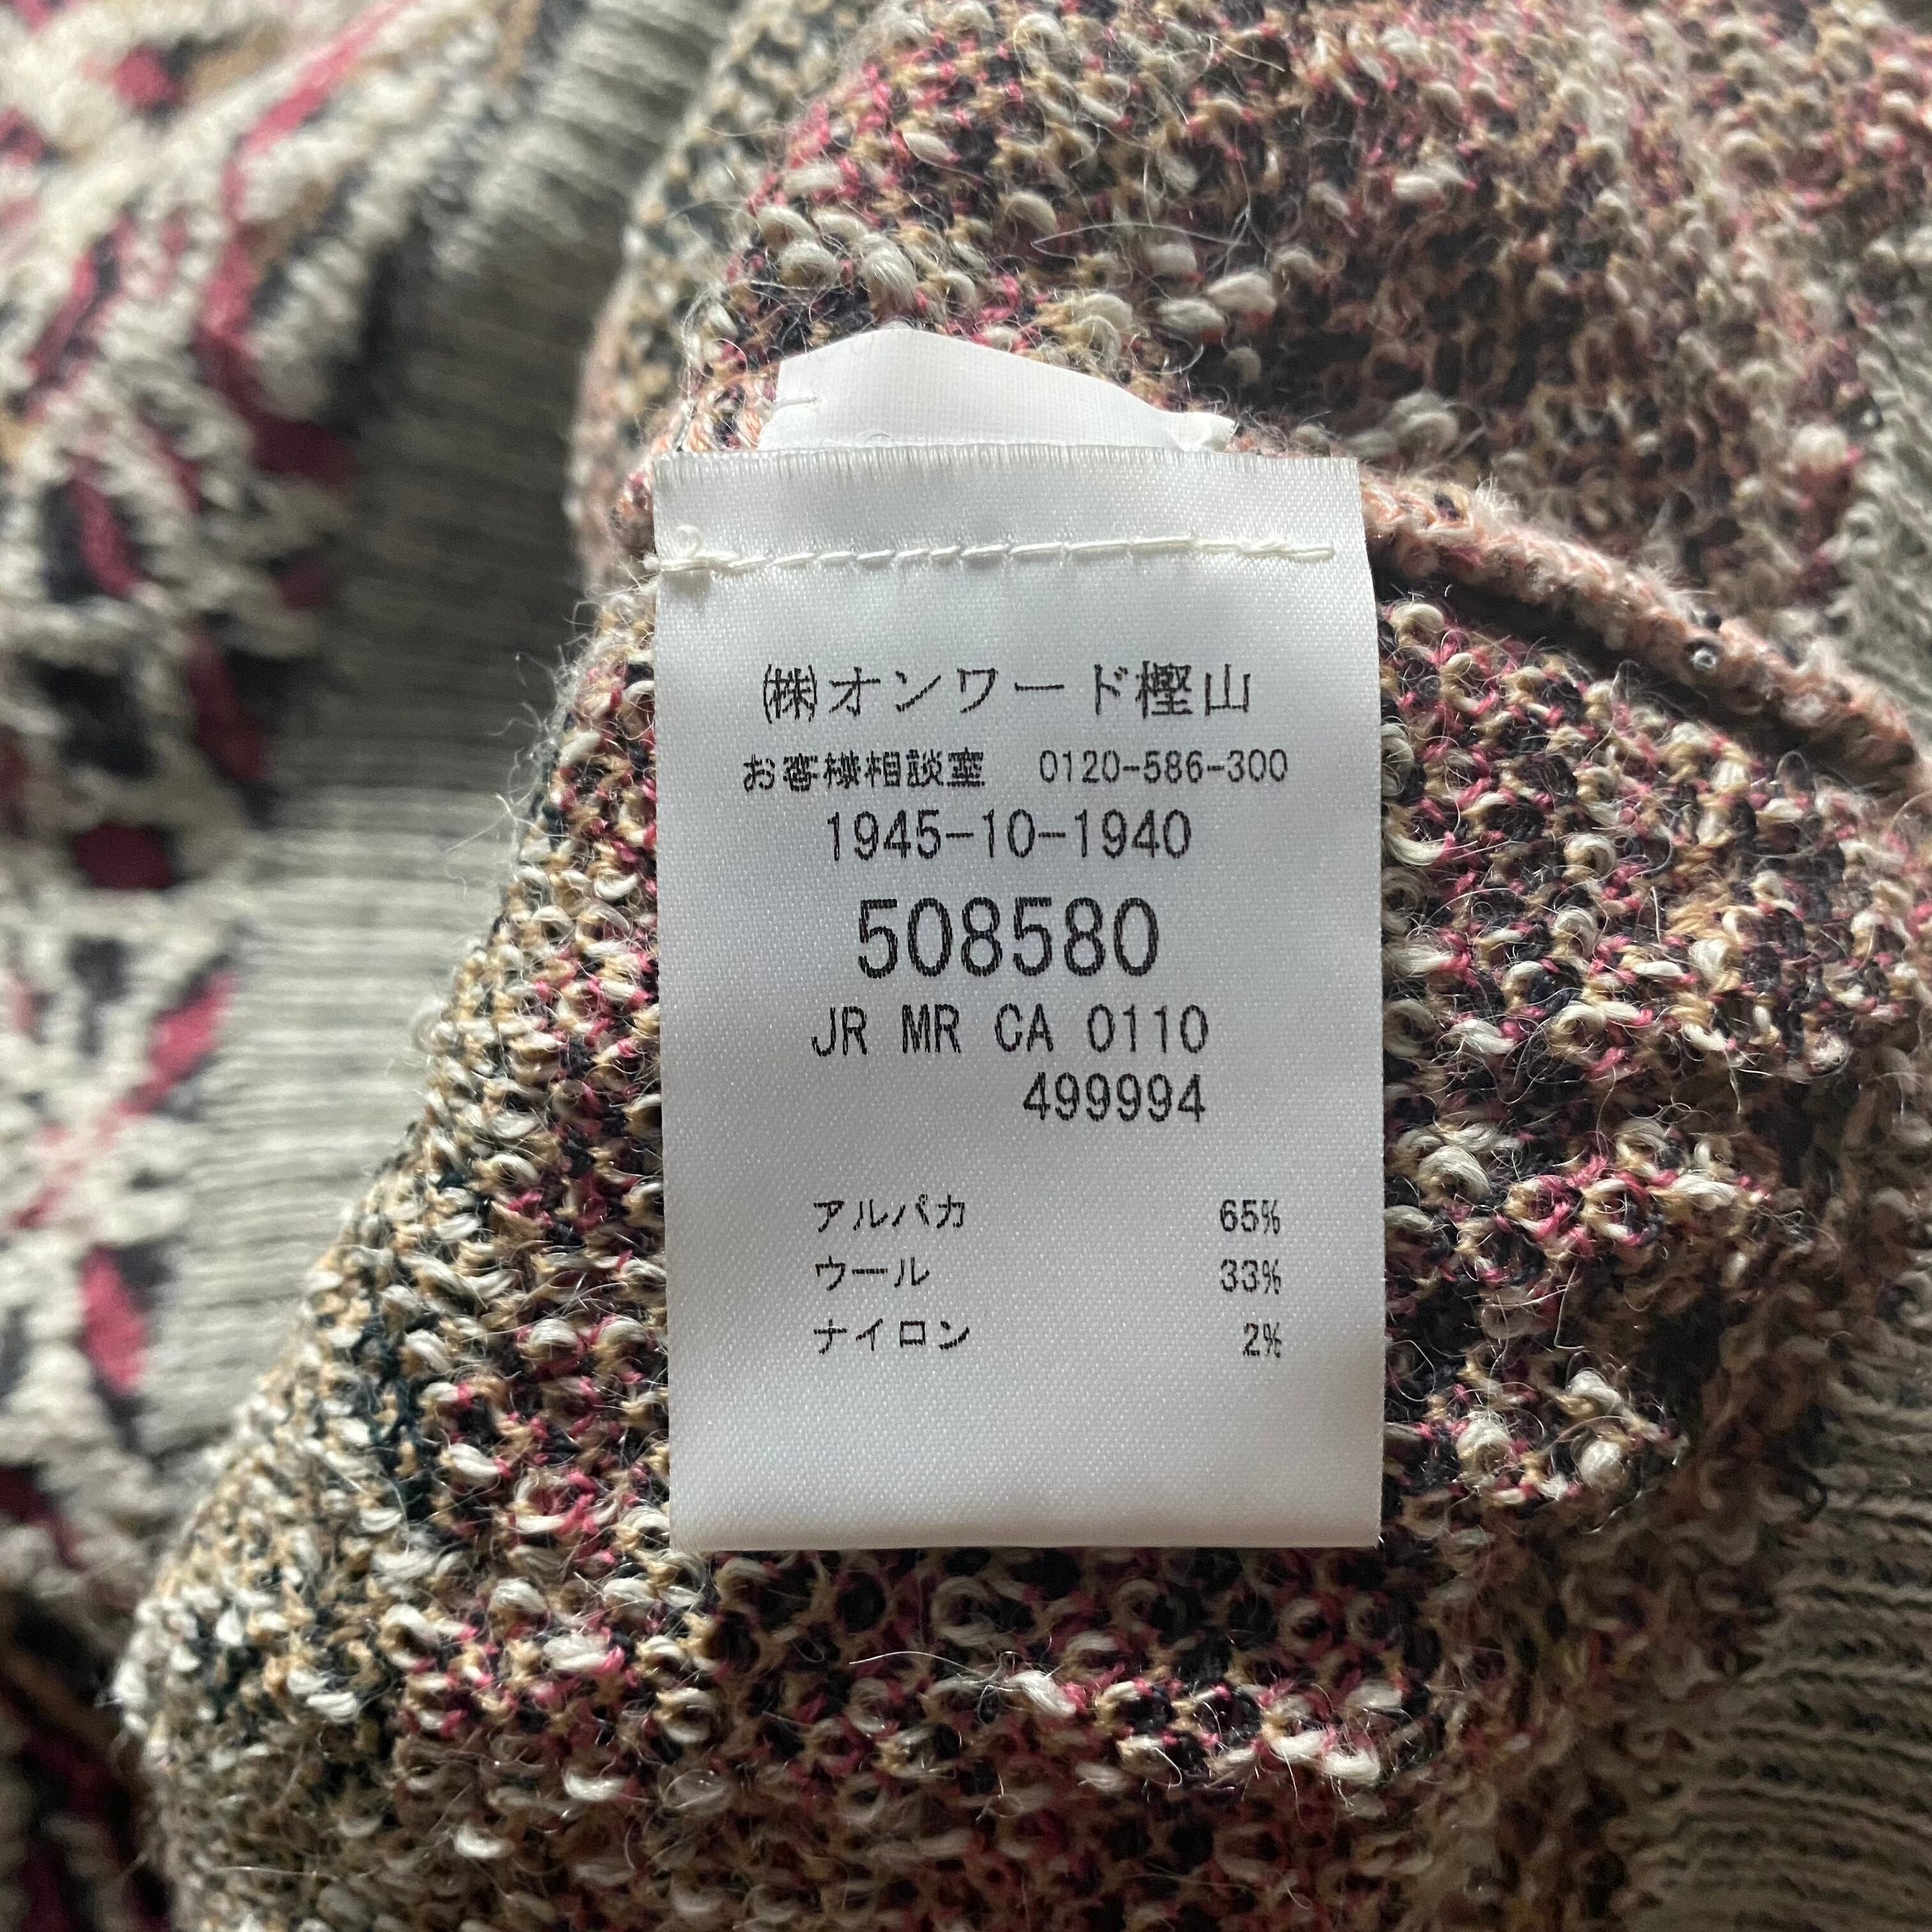 ㈱オンワード樫山
お客様相談室 0120-586-300
1945-10-1940
508580
JR MR CA 0110
499994
アルパカ 65%
ウール 33%
ナイロン 2%